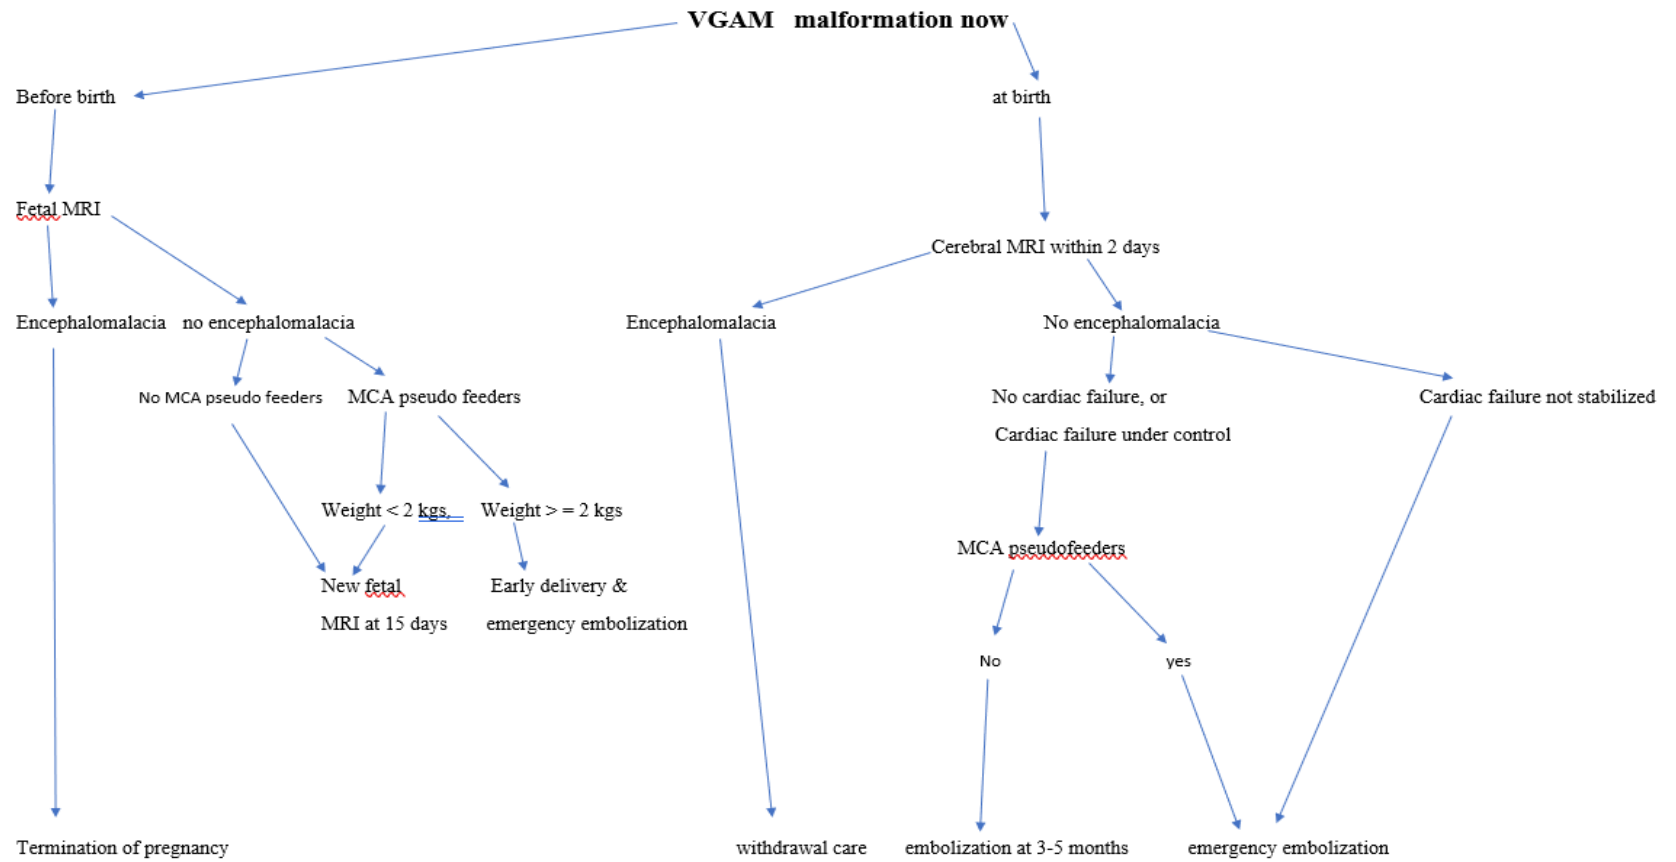 VGAM malformation now
Before birth
at birth
Fetal MRI
Cerebral MRI within 2 days
Encephalomalacia
no encephalomalacia
Encephalomalacia
No encephalomalacia
No MCA pseudo feeders
MCA pseudo feeders
No cardiac failure, or
Cardiac failure under control
Cardiac failure not stabilized
Weight < 2 kgs,
Weight > = 2 kgs
MCA pseudofeeders
New fetal
MRI at 15 days
Early delivery &
emergency embolization
No
yes
Termination of pregnancy
withdrawal care
embolization at 3-5 months
emergency embolization